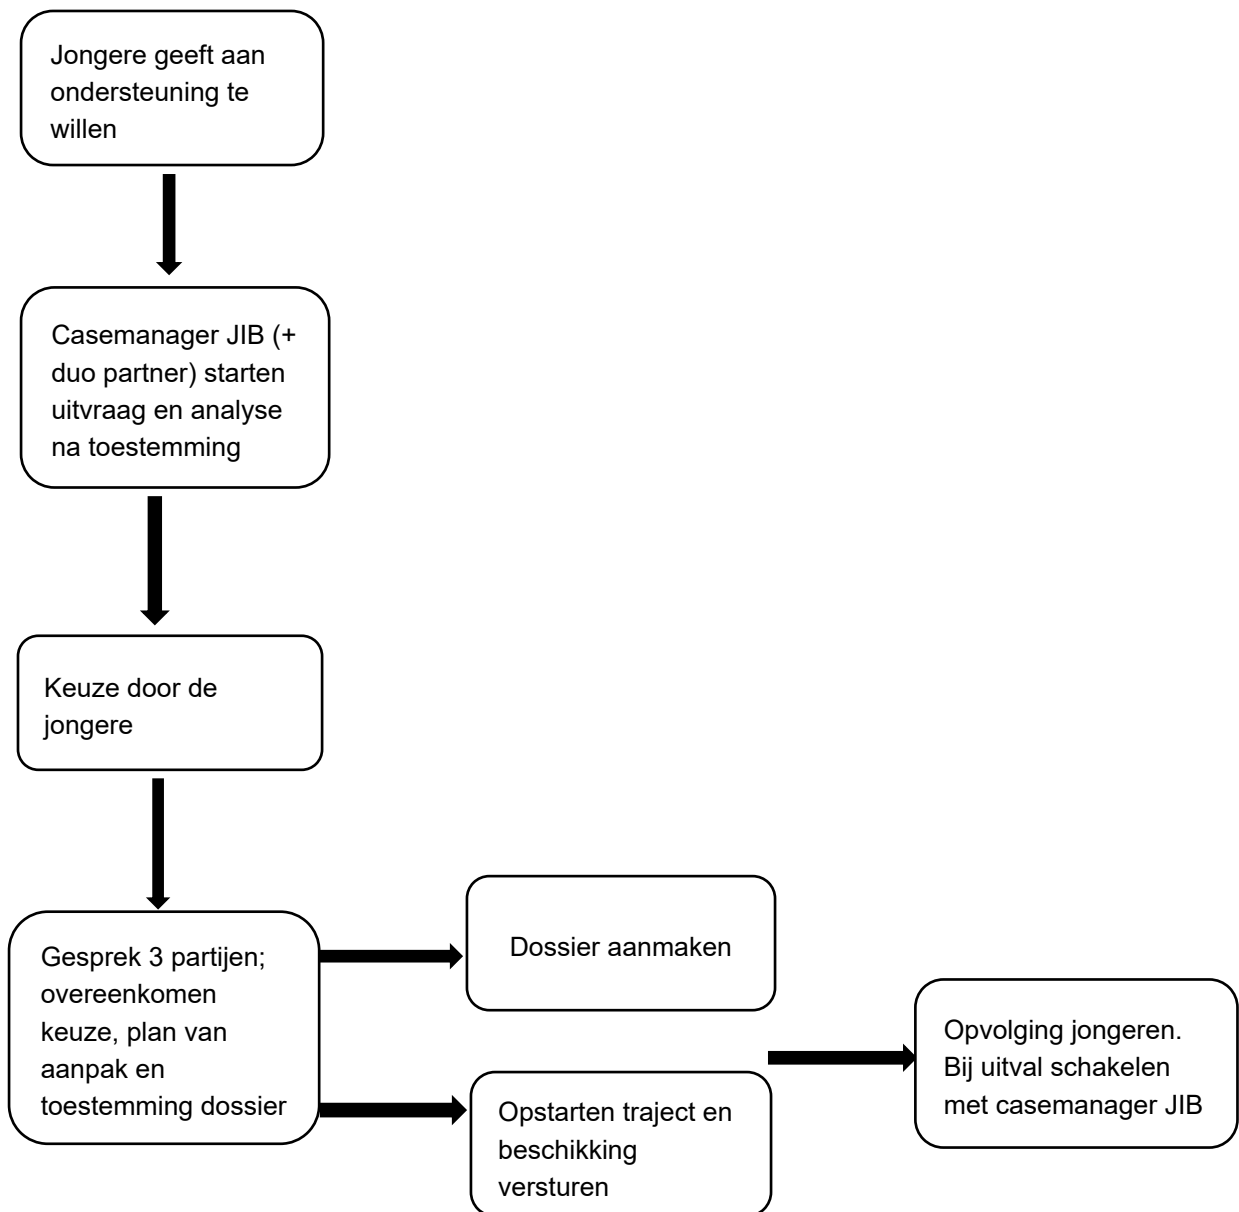 Jongere geeft aan
ondersteuning te
willen
Casemanager JIB (+
duo partner) starten
uitvraag en analyse
na toestemming
Keuze door de
jongere
Gesprek 3 partijen;
overeenkomen
keuze, plan van
aanpak en
toestemming dossier
Dossier aanmaken
Opstarten traject en
beschikking
versturen
Opvolging jongeren.
Bij uitval schakelen
met casemanager JIB